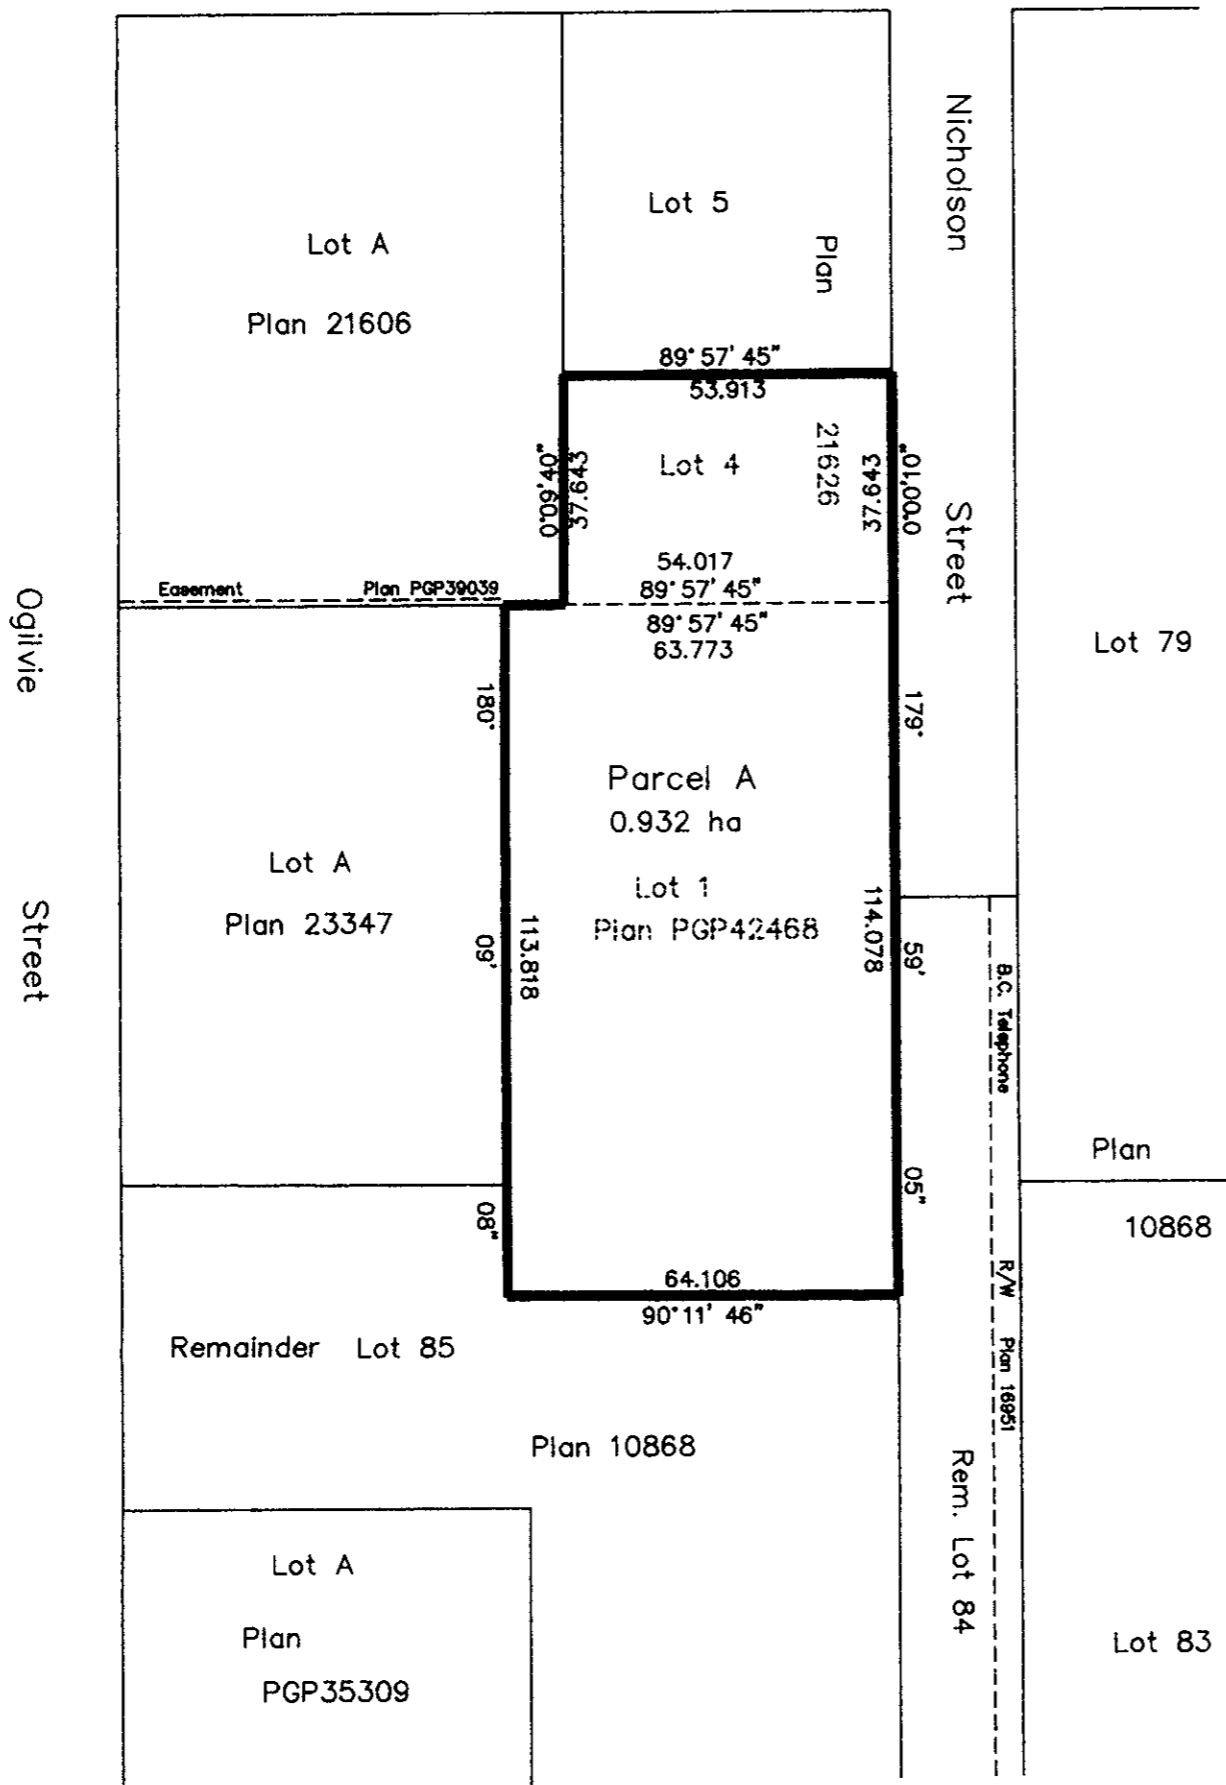 Lot A
Plan 21606
Lot 5
Plan
21626
Nicholson
Street
89°57'45"
53.913
0°09'40"
37.643
Lot 4
37.643
0°00'10"
54.017
89°57'45"
Easement
Plan PGP39039
89°57'45"
63.773
Lot 79
Ogilvie
Street
180°
09'
08"
113.818
Parcel A
0.932 ha
Lot 1
Plan PGP42468
179°
59'
05"
114.078
Lot A
Plan 23347
B.C. Telephone
R/W Plan 16951
Plan
10868
64.106
90°11'46"
Remainder Lot 85
Plan 10868
Rem. Lot 84
Lot A
Plan
PGP35309
Lot 83